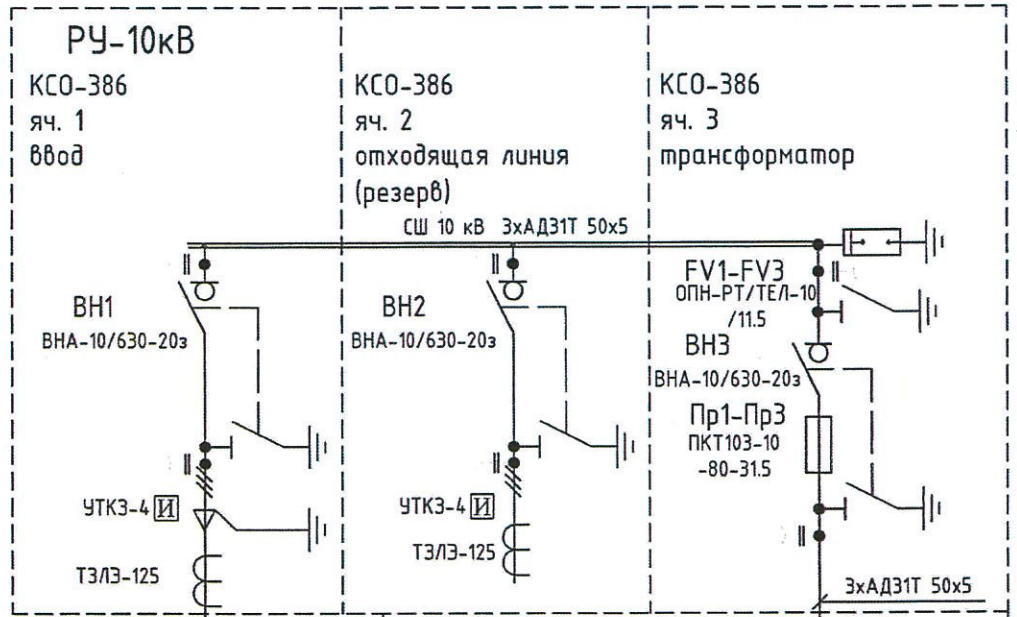 РУ-10кВ
КСО-386
яч. 1
ввод
КСО-386
яч. 2
отходящая линия
(резерв)
КСО-386
яч. 3
трансформатор
СШ 10 кВ 3хАД31Т 50х5
ВН1
ВНА-10/630-20з
УТКЗ-4 И
ТЗЛЭ-125
ВН2
ВНА-10/630-20з
УТКЗ-4 И
ТЗЛЭ-125
FV1-FV3
ОПН-РТ/ТЕЛ-10
/11.5
ВН3
ВНА-10/630-20з
Пр1-Пр3
ПКТ103-10
-80-31.5
3хАД31Т 50х5